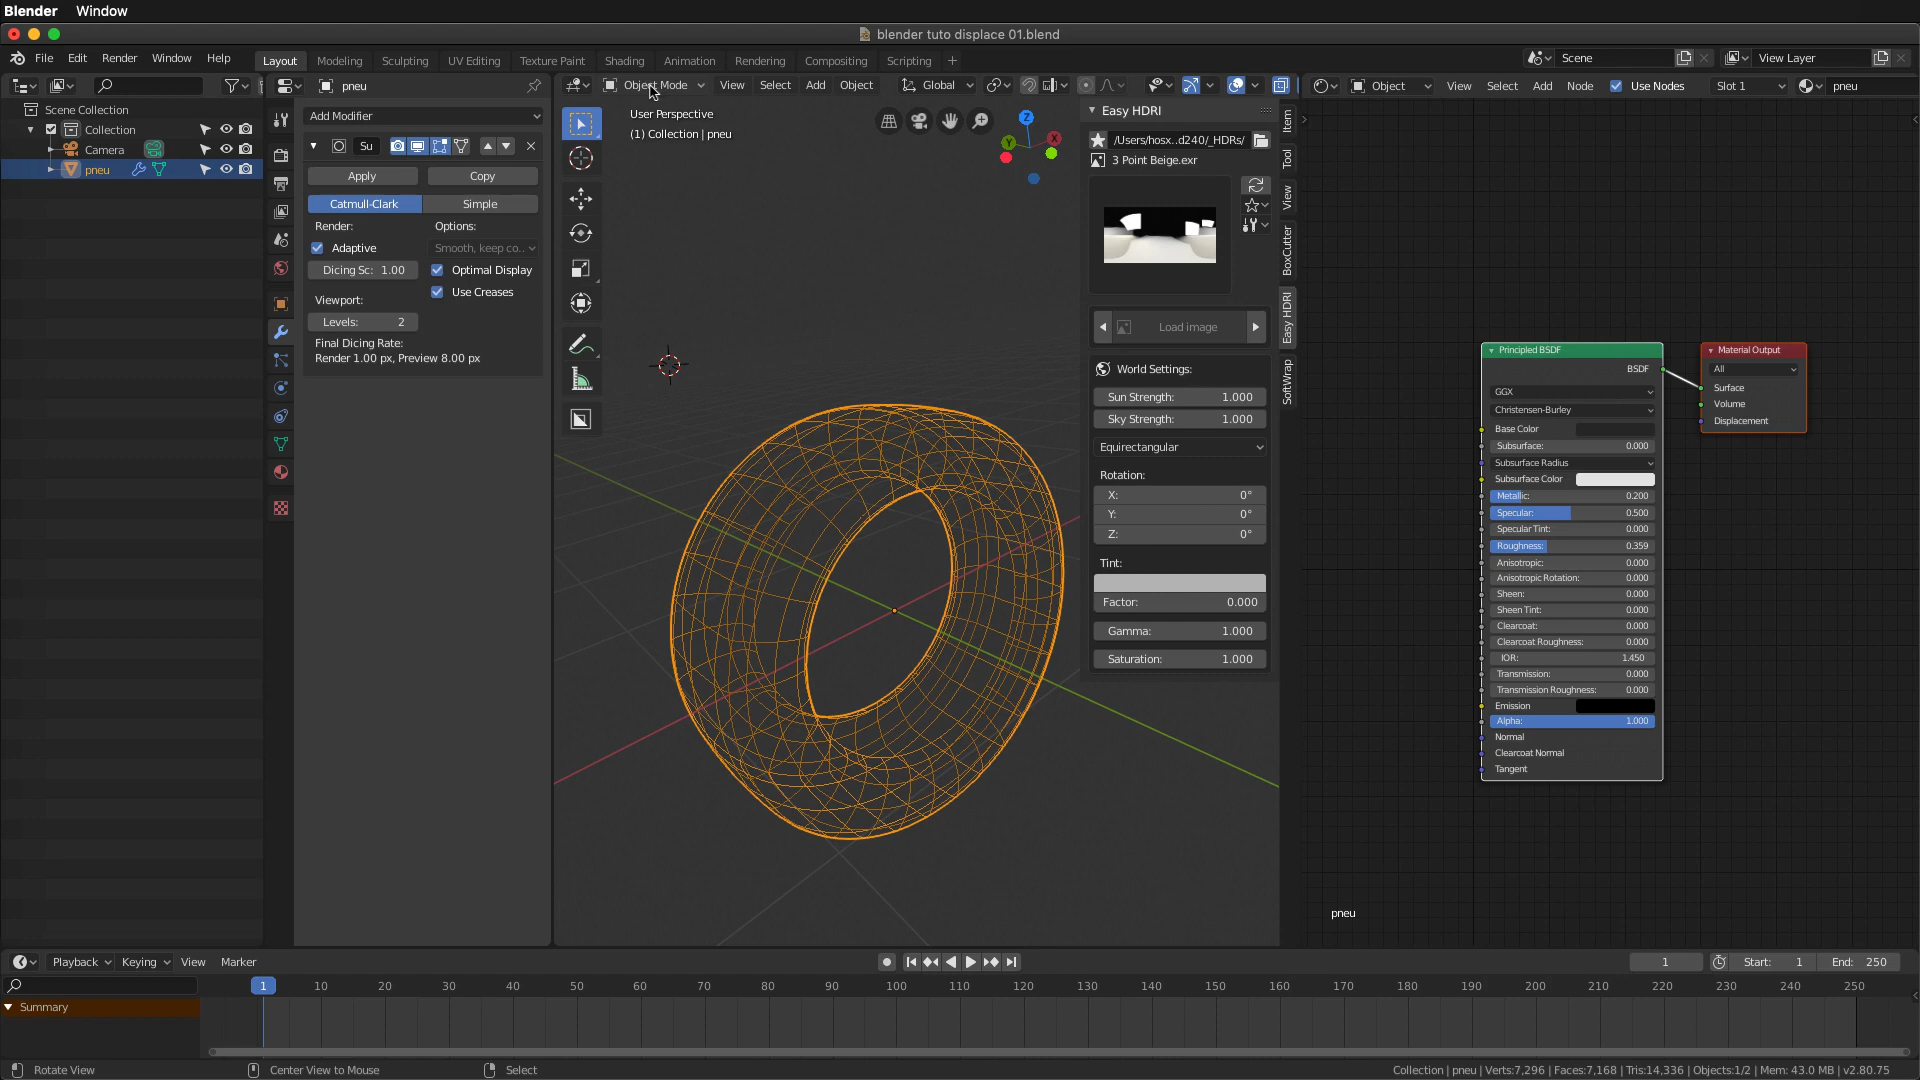 Blender Window
blender tuto displace 01.blend
File Edit Render Window Help
Layout Modeling Sculpting UV Editing Texture Paint Shading Animation Rendering Compositing Scripting +
Scene
View Layer
Scene Collection
Collection
Camera
pneu
pneu
Add Modifier
Su
Apply Copy
Catmull-Clark Simple
Render: Options:
Adaptive Smooth, keep co..
Dicing Sc: 1.00 Optimal Display
Use Creases
Viewport:
Levels: 2
Final Dicing Rate:
Render 1.00 px, Preview 8.00 px
Object Mode View Select Add Object Global
User Perspective
(1) Collection | pneu
Z
X
Y
Easy HDRI
/Users/hosx..d240/_HDRs/
3 Point Beige.exr
Load image
World Settings:
Sun Strength: 1.000
Sky Strength: 1.000
Equirectangular
Rotation:
X: 0°
Y: 0°
Z: 0°
Tint:
Factor: 0.000
Gamma: 1.000
Saturation: 1.000
Item
Tool
View
BoxCutter
Easy HDRI
SoftWrap
Object View Select Add Node Use Nodes Slot 1 pneu
Principled BSDF
BSDF
GGX
Christensen-Burley
Base Color
Subsurface: 0.000
Subsurface Radius
Subsurface Color
Metallic: 0.200
Specular: 0.500
Specular Tint: 0.000
Roughness: 0.359
Anisotropic: 0.000
Anisotropic Rotation: 0.000
Sheen: 0.000
Sheen Tint: 0.000
Clearcoat: 0.000
Clearcoat Roughness: 0.000
IOR: 1.450
Transmission: 0.000
Transmission Roughness: 0.000
Emission
Alpha: 1.000
Normal
Clearcoat Normal
Tangent
Material Output
All
Surface
Volume
Displacement
pneu
Playback Keying View Marker
1 Start: 1 End: 250
1 10 20 30 40 50 60 70 80 90 100 110 120 130 140 150 160 170 180 190 200 210 220 230 240 250
Summary
Rotate View Center View to Mouse Select
Collection | pneu | Verts:7,296 | Faces:7,168 | Tris:14,336 | Objects:1/2 | Mem: 43.0 MB | v2.80.75